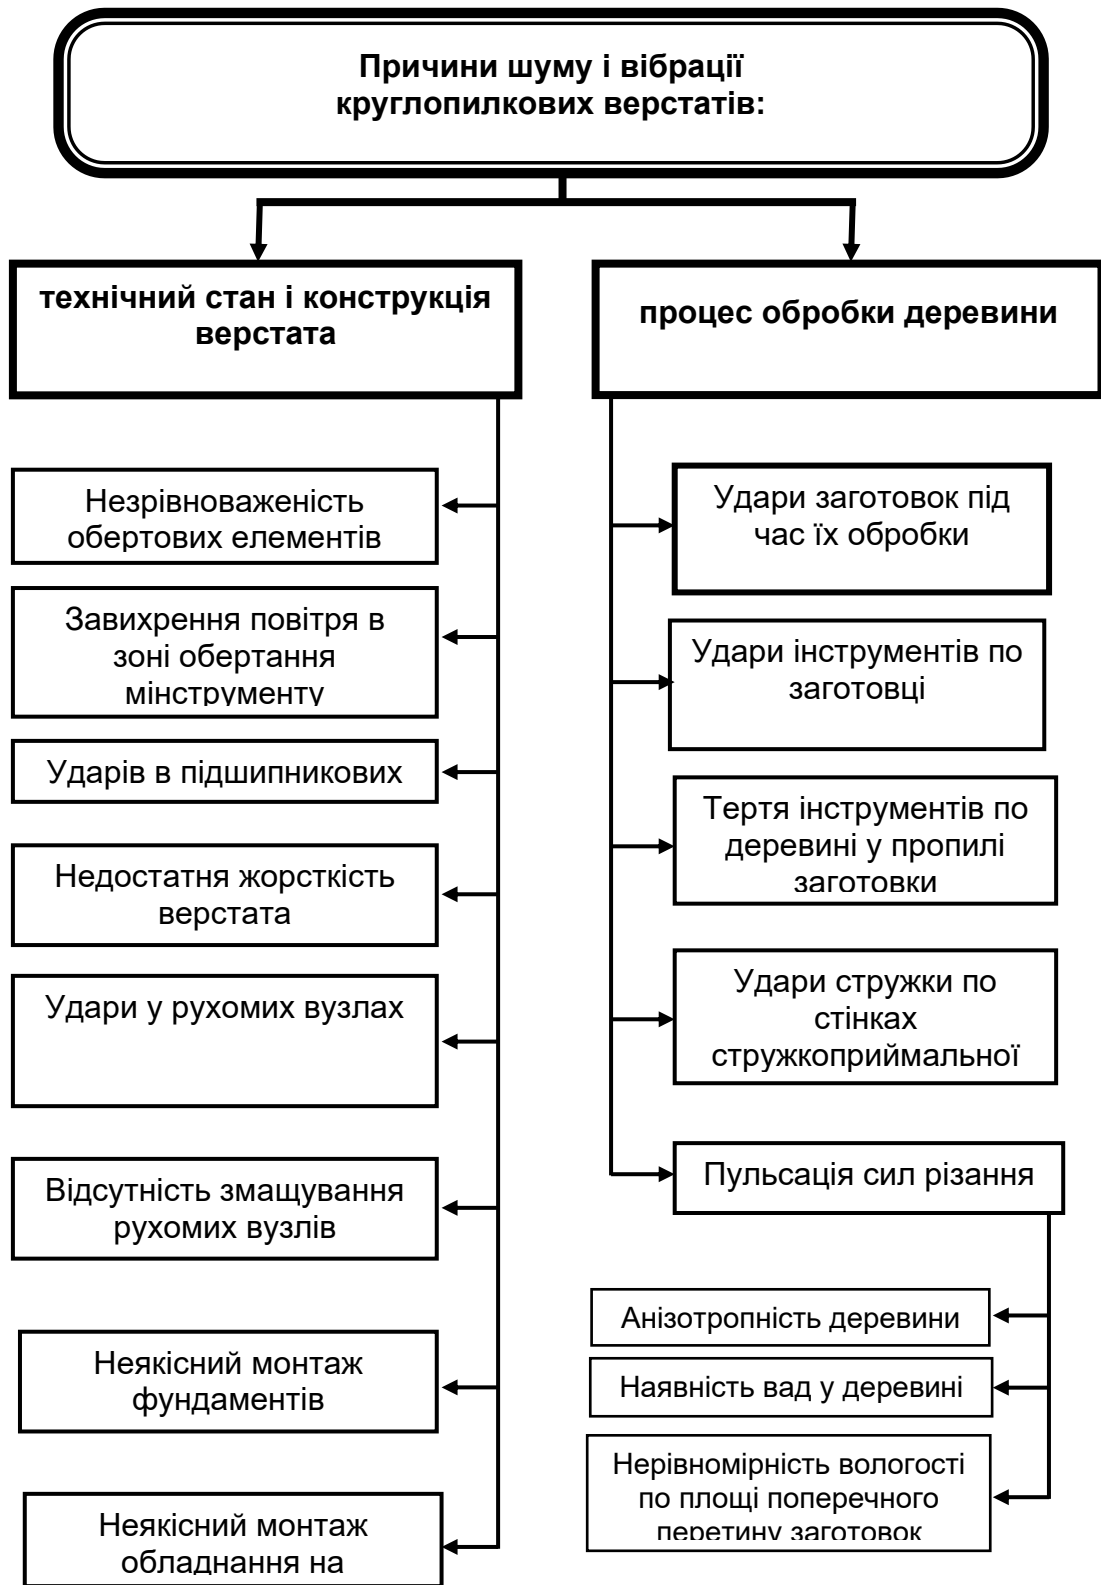 Причини шуму і вібрації
круглопилкових верстатів:
технічний стан і конструкція
верстата
Незрівноваженість
обертових елементів
Завихрення повітря в
зоні обертання
мінструменту
Ударів в підшипникових
Недостатня жорсткість
верстата
Удари у рухомих вузлах
Відсутність змащування
рухомих вузлів
Неякісний монтаж
фундаментів
Неякісний монтаж
обладнання на
процес обробки деревини
Удари заготовок під
час їх обробки
Удари інструментів по
заготовці
Тертя інструментів по
деревині у пропилі
заготовки
Удари стружки по
стінках
стружкоприймальної
Пульсація сил різання
Анізотропність деревини
Наявність вад у деревині
Нерівномірність вологості
по площі поперечного
перетину заготовок